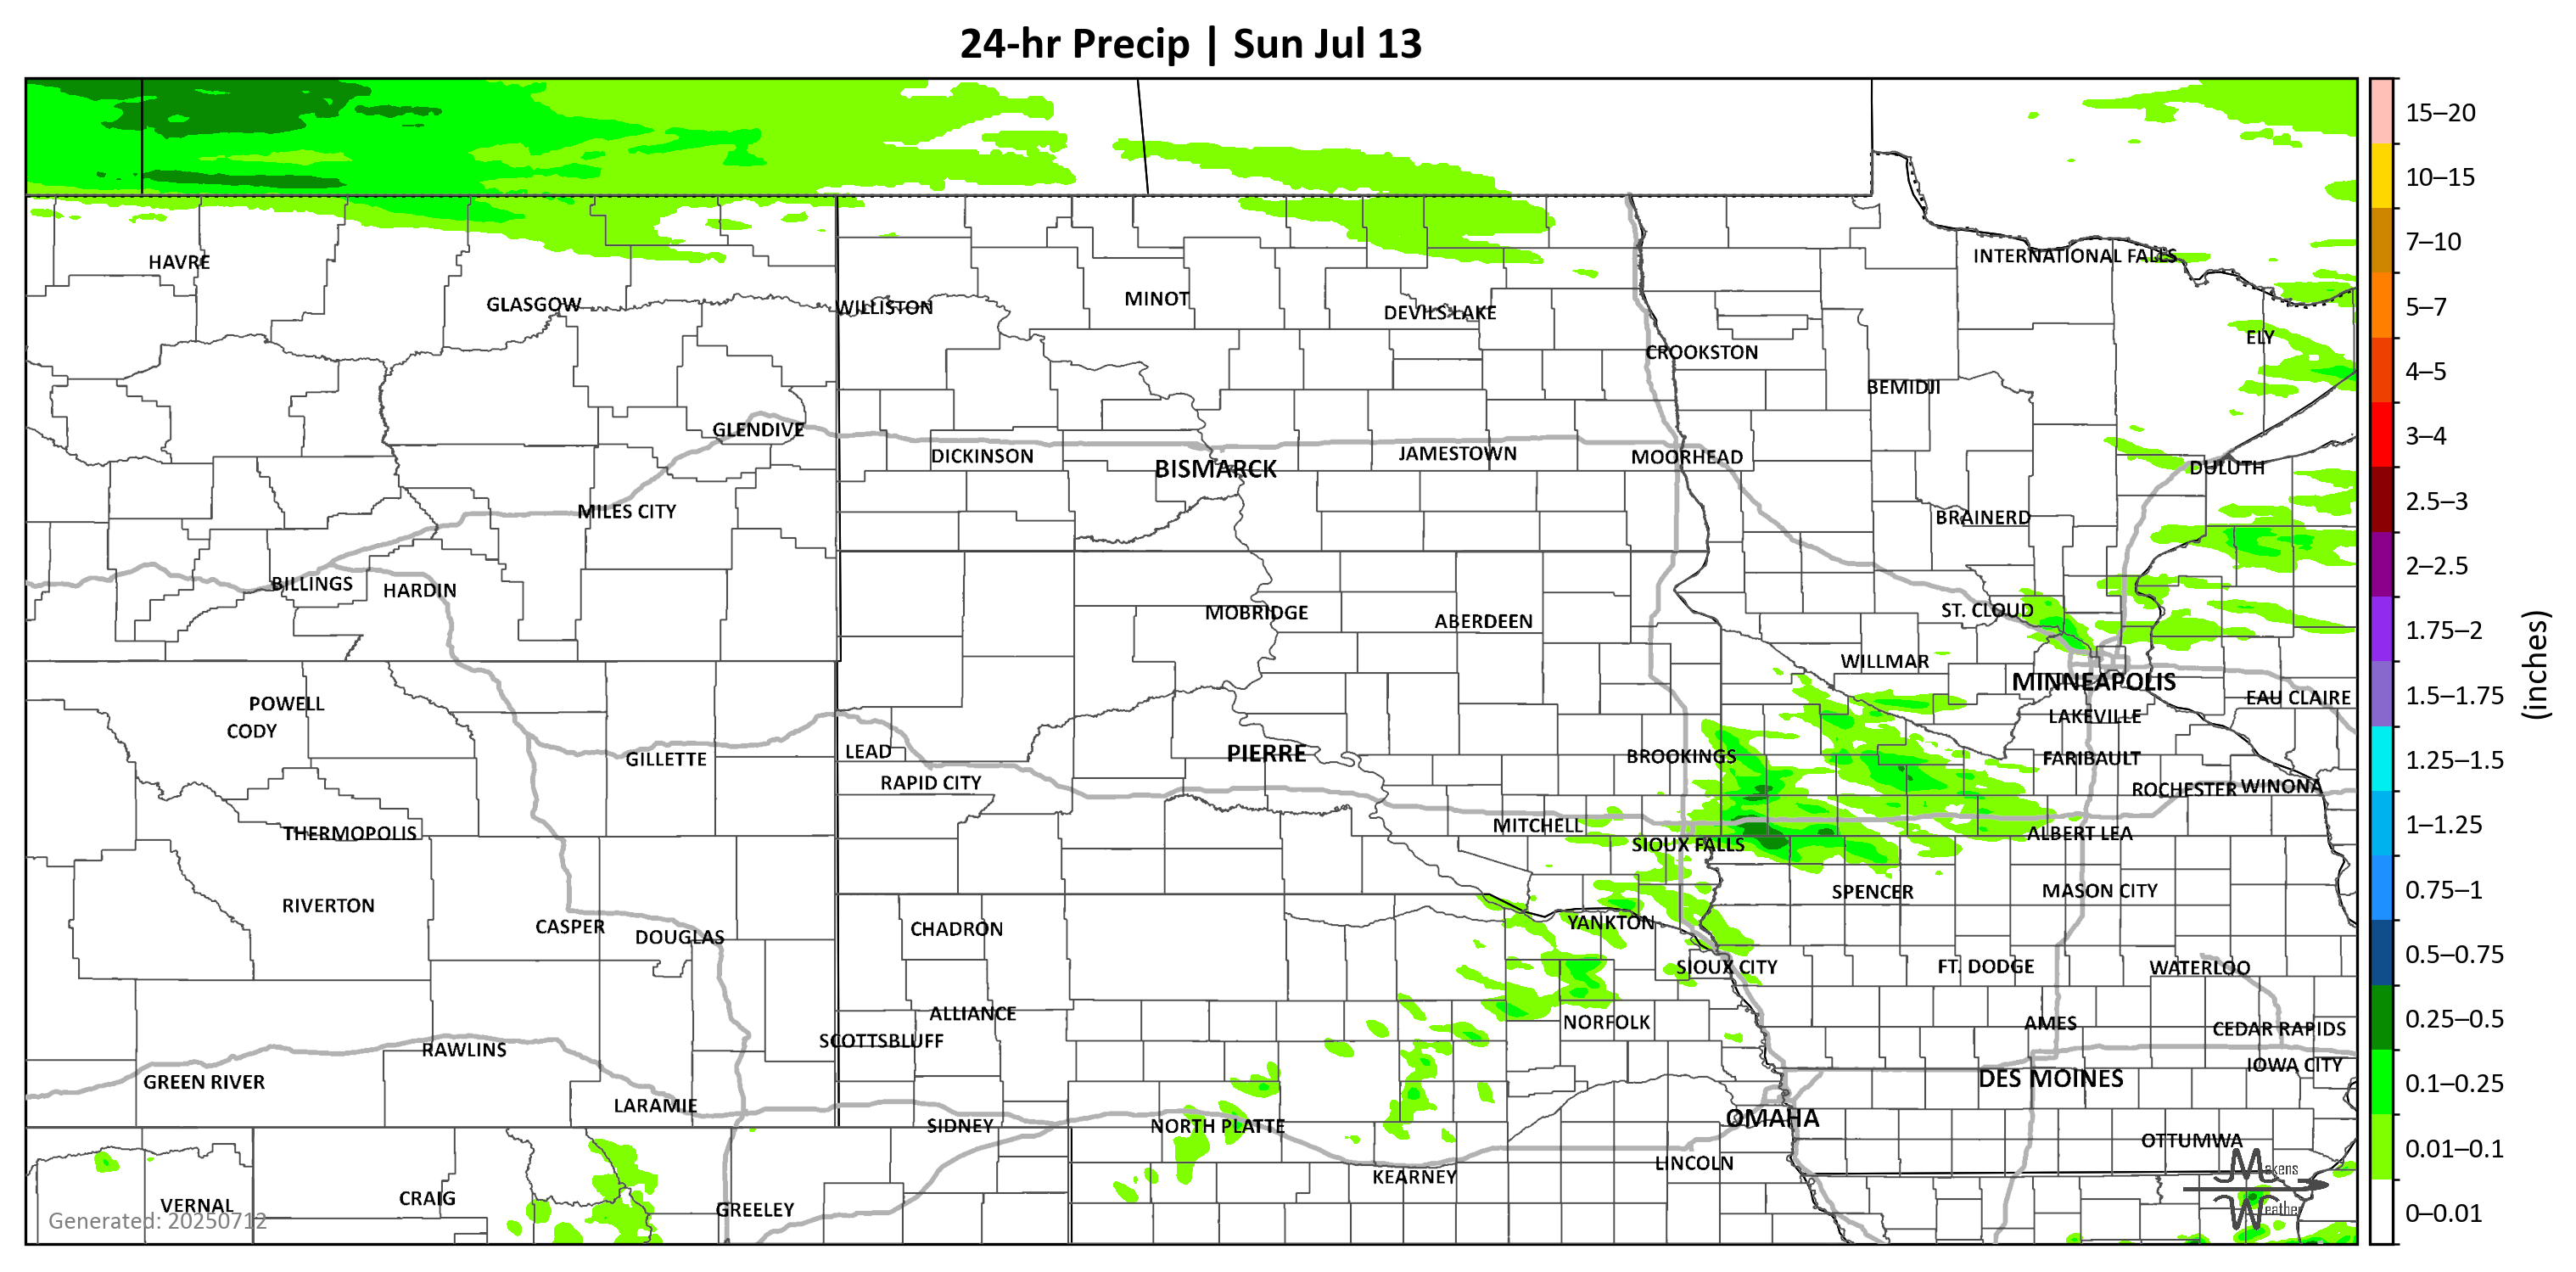 24-hr Precip | Sun Jul 13
15–20
10–15
INTERNATIONAL FALLS
7–10
HAVRE
GLASGOW
WILLISTON
MINOT
DEVILS LAKE
5–7
ELY
CROOKSTON
4–5
BEMIDJI
GLENDIVE
3–4
DICKINSON
BISMARCK
JAMESTOWN
MOORHEAD
DULUTH
2.5–3
MILES CITY
BRAINERD
2–2.5
BILLINGS
HARDIN
MOBRIDGE
ABERDEEN
ST. CLOUD
1.75–2
(inches)
WILLMAR
MINNEAPOLIS
1.5–1.75
EAU CLAIRE
POWELL
CODY
LAKEVILLE
GILLETTE
LEAD
PIERRE
BROOKINGS
FARIBAULT
1.25–1.5
RAPID CITY
ROCHESTER
WINONA
THERMOPOLIS
MITCHELL
SIOUX FALLS
ALBERT LEA
1–1.25
RIVERTON
SPENCER
MASON CITY
0.75–1
CASPER
DOUGLAS
CHADRON
YANKTON
SIOUX CITY
FT. DODGE
WATERLOO
0.5–0.75
ALLIANCE
NORFOLK
AMES
CEDAR RAPIDS
0.25–0.5
SCOTTSBLUFF
RAWLINS
GREEN RIVER
IOWA CITY
DES MOINES
0.1–0.25
LARAMIE
SIDNEY
NORTH PLATTE
OMAHA
OTTUMWA
0.01–0.1
LINCOLN
KEARNEY
Makens
Weather
VERNAL
CRAIG
GREELEY
Generated: 20250712
0–0.01